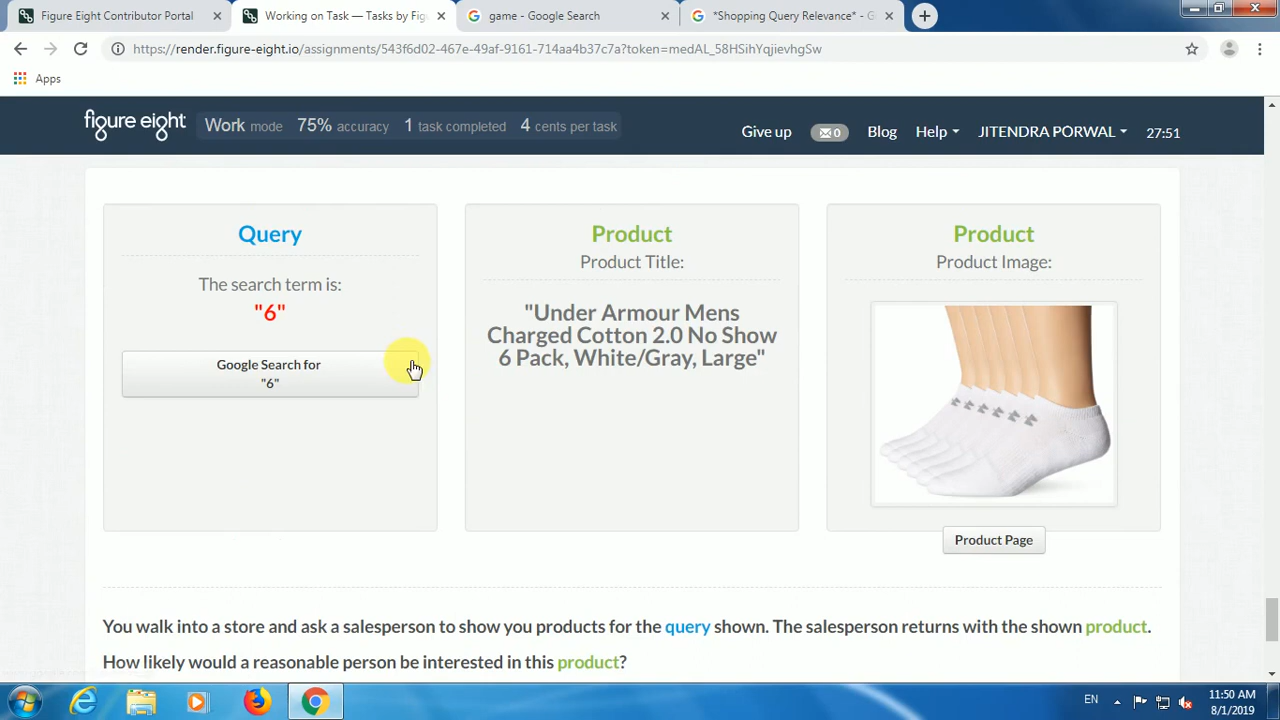 Figure Eight Contributor Portal
Working on Task — Tasks by Fig
game - Google Search
*Shopping Query Relevance* - G
https://render.figure-eight.io/assignments/543f6d02-467e-49af-9161-714aa4b37c7a?token=medAL_58HShYqjievhgSw
Apps
figure eight
Work mode 75% accuracy 1 task completed 4 cents per task
Give up 0 Blog Help JITENDRA PORWAL 27:51
Query
The search term is:
"6"
Google Search for
"6"
Product
Product Title:
"Under Armour Mens
Charged Cotton 2.0 No Show
6 Pack, White/Gray, Large"
Product
Product Image:
Product Page
You walk into a store and ask a salesperson to show you products for the query shown. The salesperson returns with the shown product.
How likely would a reasonable person be interested in this product?
EN
11:50 AM
8/1/2019